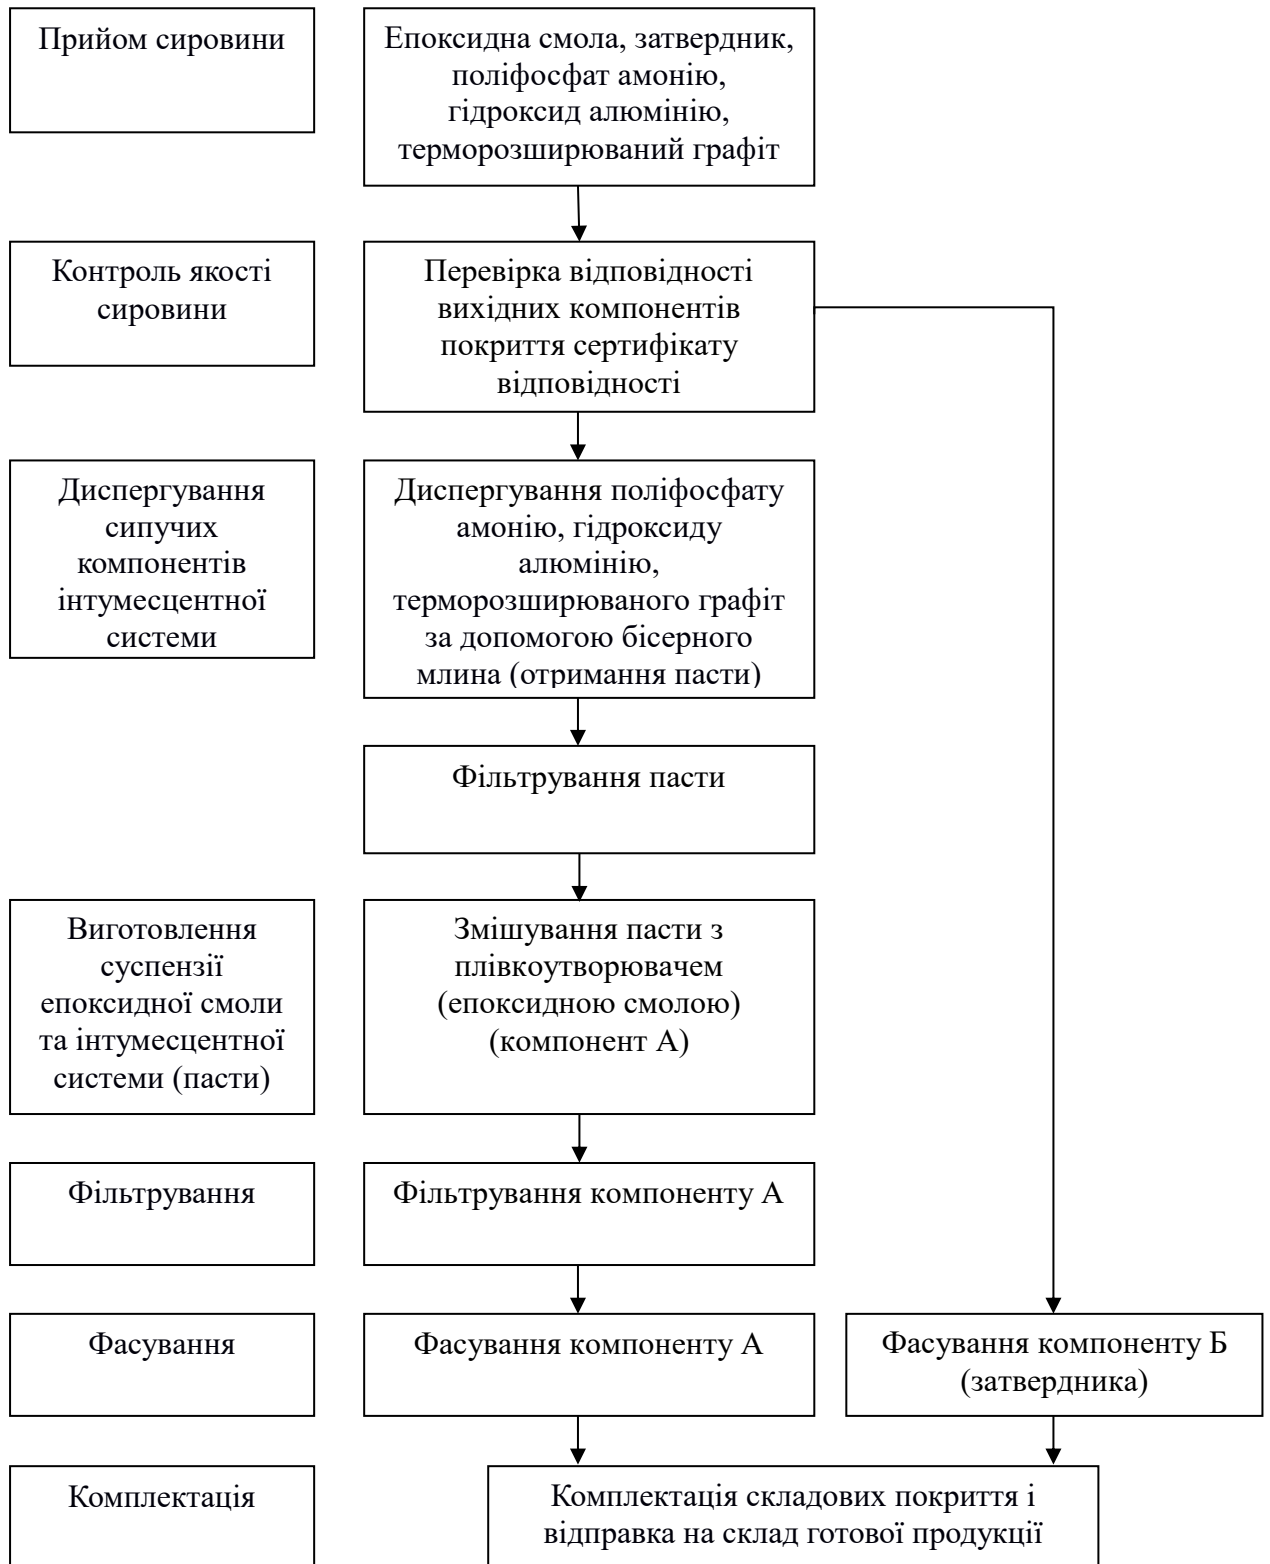 Прийом сировини
Епоксидна смола, затвердник,
поліфосфат амонію,
гідроксид алюмінію,
терморозширюваний графіт
Контроль якості
сировини
Перевірка відповідності
вихідних компонентів
покриття сертифікату
відповідності
Диспергування
сипучих
компонентів
інтумесцентної
системи
Диспергування поліфосфату
амонію, гідроксиду
алюмінію,
терморозширюваного графіт
за допомогою бісерного
млина (отримання пасти)
Фільтрування пасти
Виготовлення
суспензії
епоксидної смоли
та інтумесцентної
системи (пасти)
Змішування пасти з
плівкоутворювачем
(епоксидною смолою)
(компонент А)
Фільтрування
Фільтрування компоненту А
Фасування
Фасування компоненту А
Фасування компоненту Б
(затвердника)
Комплектація
Комплектація складових покриття і
відправка на склад готової продукції